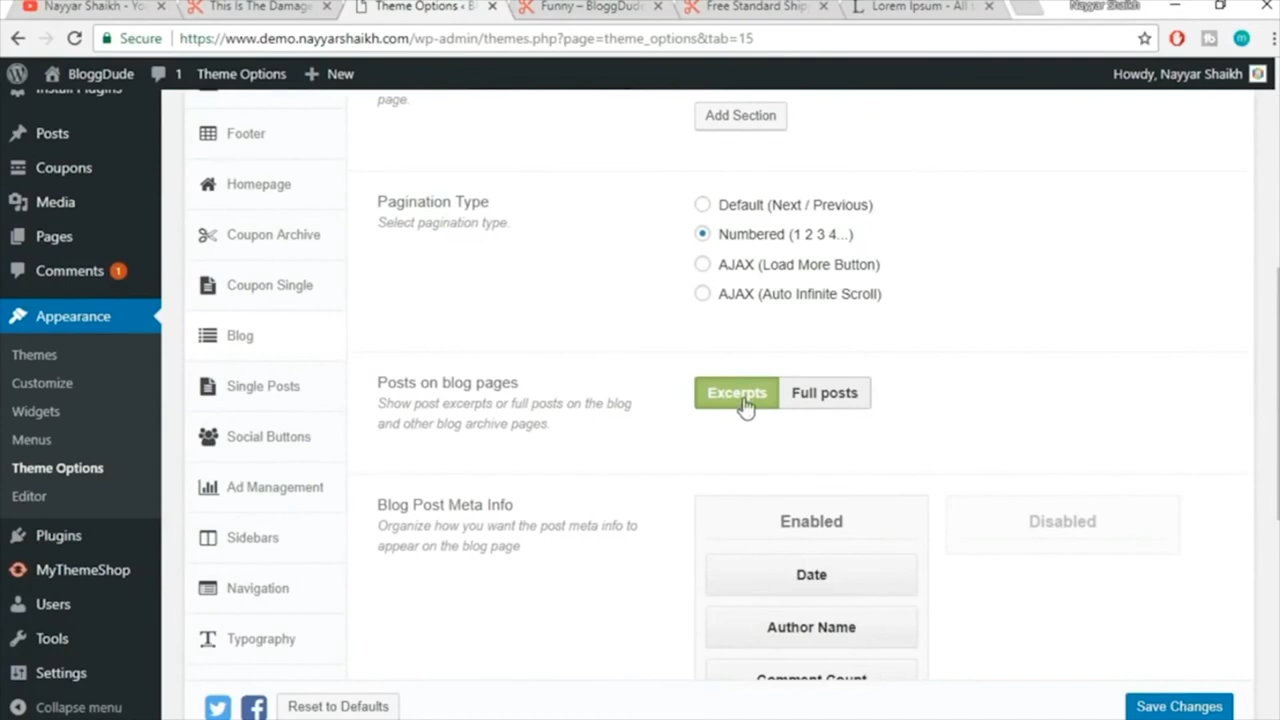 Nayyar Shaikh - Yo
This Is The Damage
Theme Options ‹ B
Funny – BloggDude
Free Standard Ship
Lorem Ipsum - All t
Nayyar Shaikh
Secure
https://www.demo.nayyarshaikh.com/wp-admin/themes.php?page=theme_options&tab=15
BloggDude
1
Theme Options
New
Howdy, Nayyar Shaikh
Install Plugins
Posts
Coupons
Media
Pages
Comments 1
Appearance
Themes
Customize
Widgets
Menus
Theme Options
Editor
Plugins
MyThemeShop
Users
Tools
Settings
Collapse menu
Footer
Homepage
Coupon Archive
Coupon Single
Blog
Single Posts
Social Buttons
Ad Management
Sidebars
Navigation
Typography
page.
Add Section
Pagination Type
Select pagination type.
Default (Next / Previous)
Numbered (1 2 3 4...)
AJAX (Load More Button)
AJAX (Auto Infinite Scroll)
Posts on blog pages
Show post excerpts or full posts on the blog
and other blog archive pages.
Excerpts
Full posts
Blog Post Meta Info
Organize how you want the post meta info to
appear on the blog page
Enabled
Date
Author Name
Comment Count
Disabled
Reset to Defaults
Save Changes